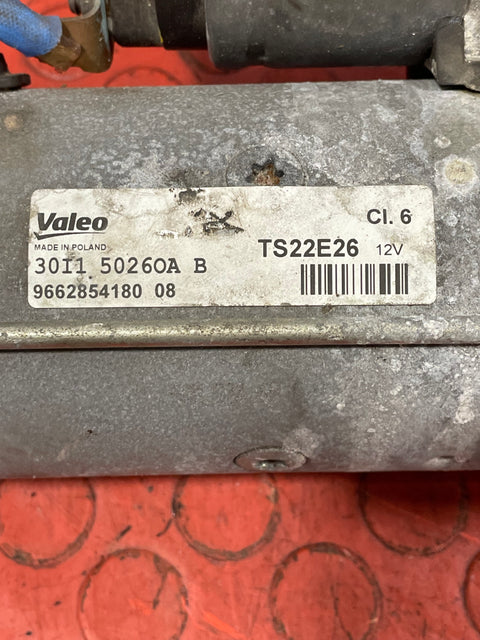 Valeo Cl. 6
MADE IN POLAND TS22E26 12V
30I1 50260A B
9662854180 08